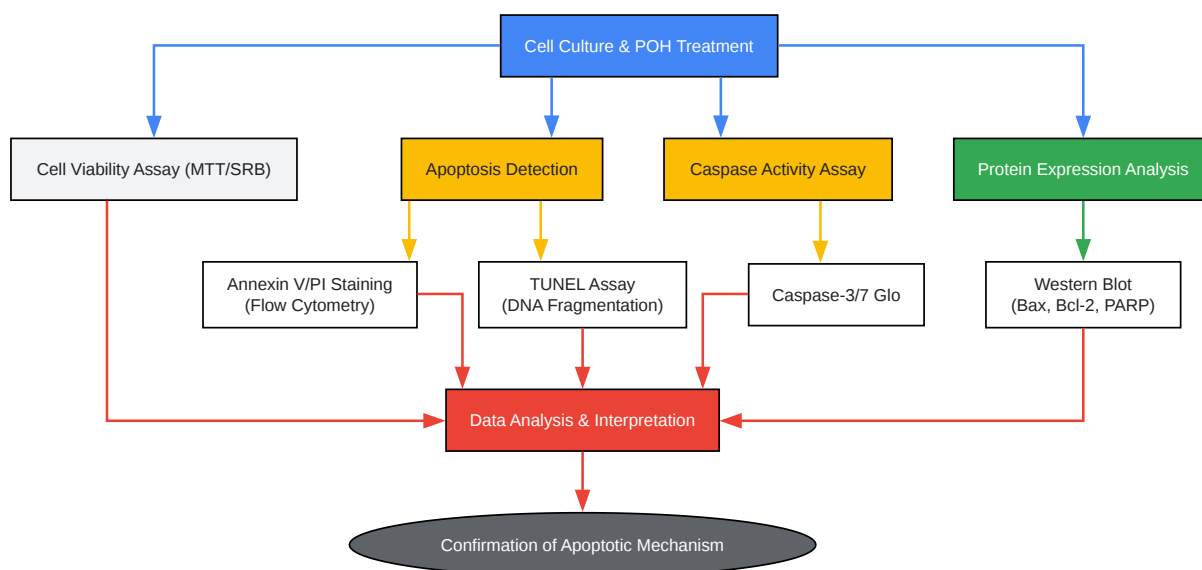 Cell Culture & POH Treatment
Cell Viability Assay (MTT/SRB)
Apoptosis Detection
Caspase Activity Assay
Protein Expression Analysis
Annexin V/PI Staining
(Flow Cytometry)
TUNEL Assay
(DNA Fragmentation)
Caspase-3/7 Glo
Western Blot
(Bax, Bcl-2, PARP)
Data Analysis & Interpretation
Confirmation of Apoptotic Mechanism